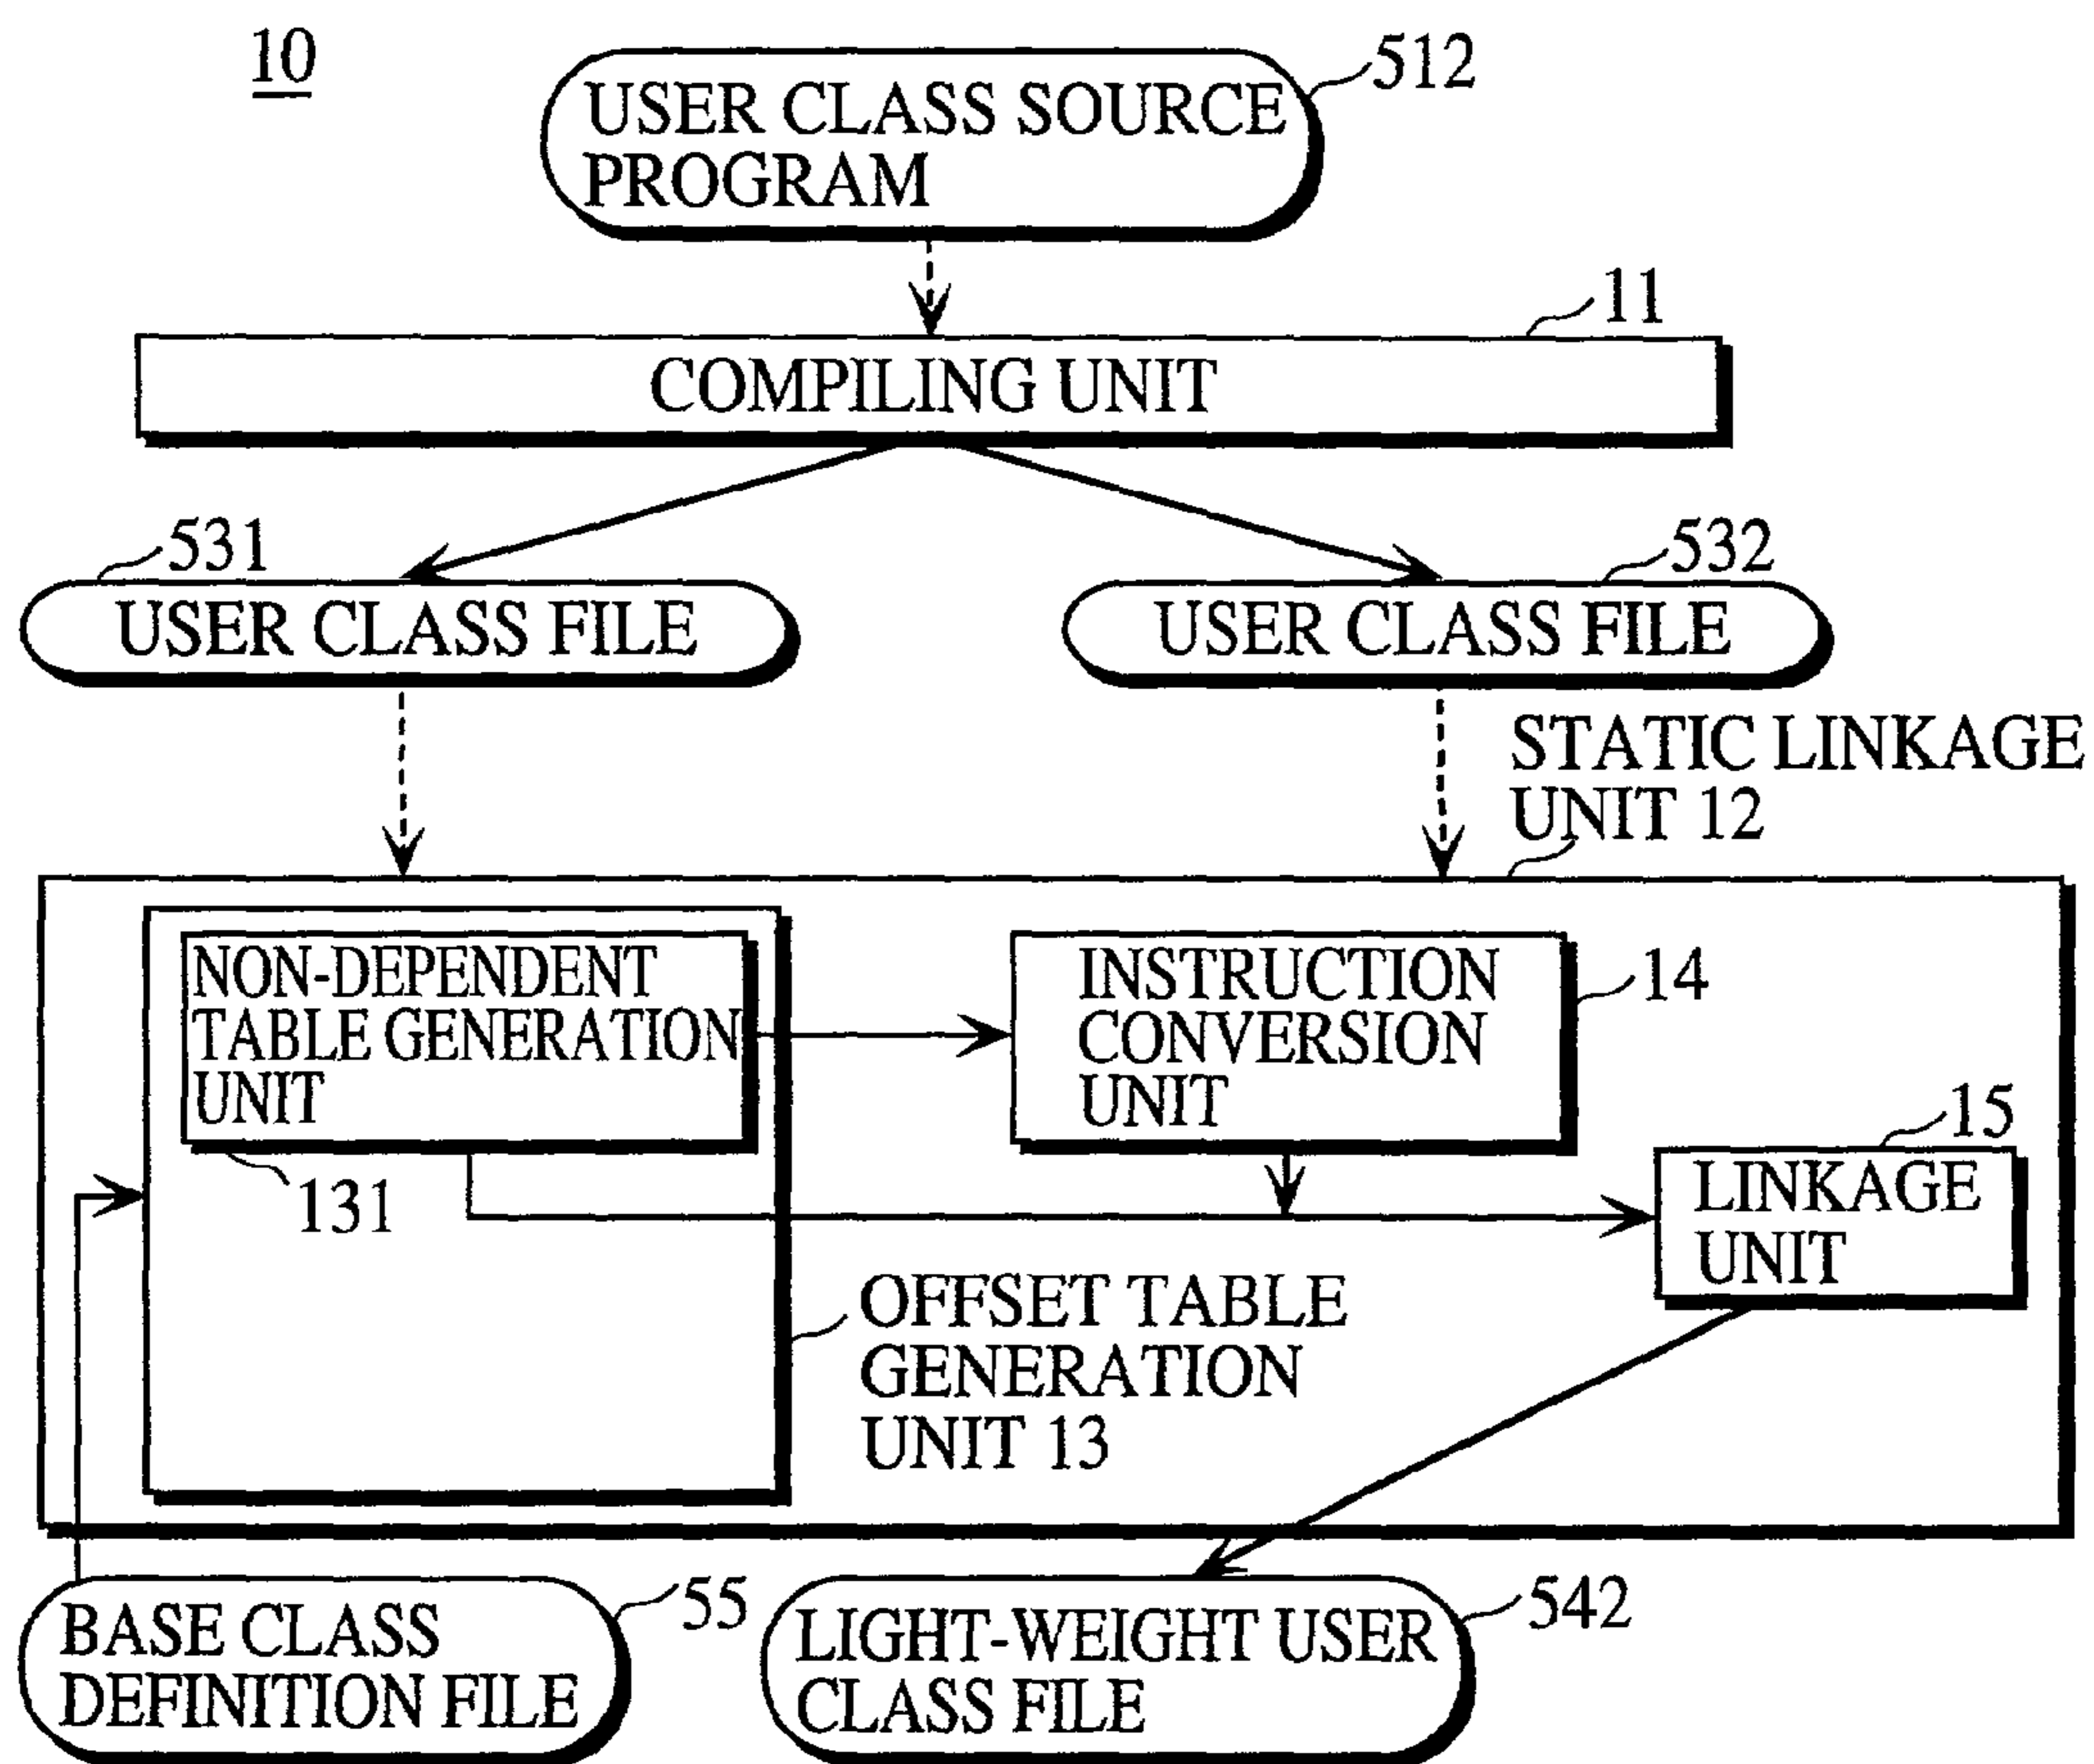 10
512
USER CLASS SOURCE
PROGRAM
11
COMPILING UNIT
531
532
USER CLASS FILE
USER CLASS FILE
STATIC LINKAGE
UNIT 12
NON-DEPENDENT
TABLE GENERATION
UNIT
INSTRUCTION
CONVERSION
UNIT
14
15
131
LINKAGE
UNIT
OFFSET TABLE
GENERATION
UNIT 13
55
542
BASE CLASS
DEFINITION FILE
LIGHT-WEIGHT USER
CLASS FILE